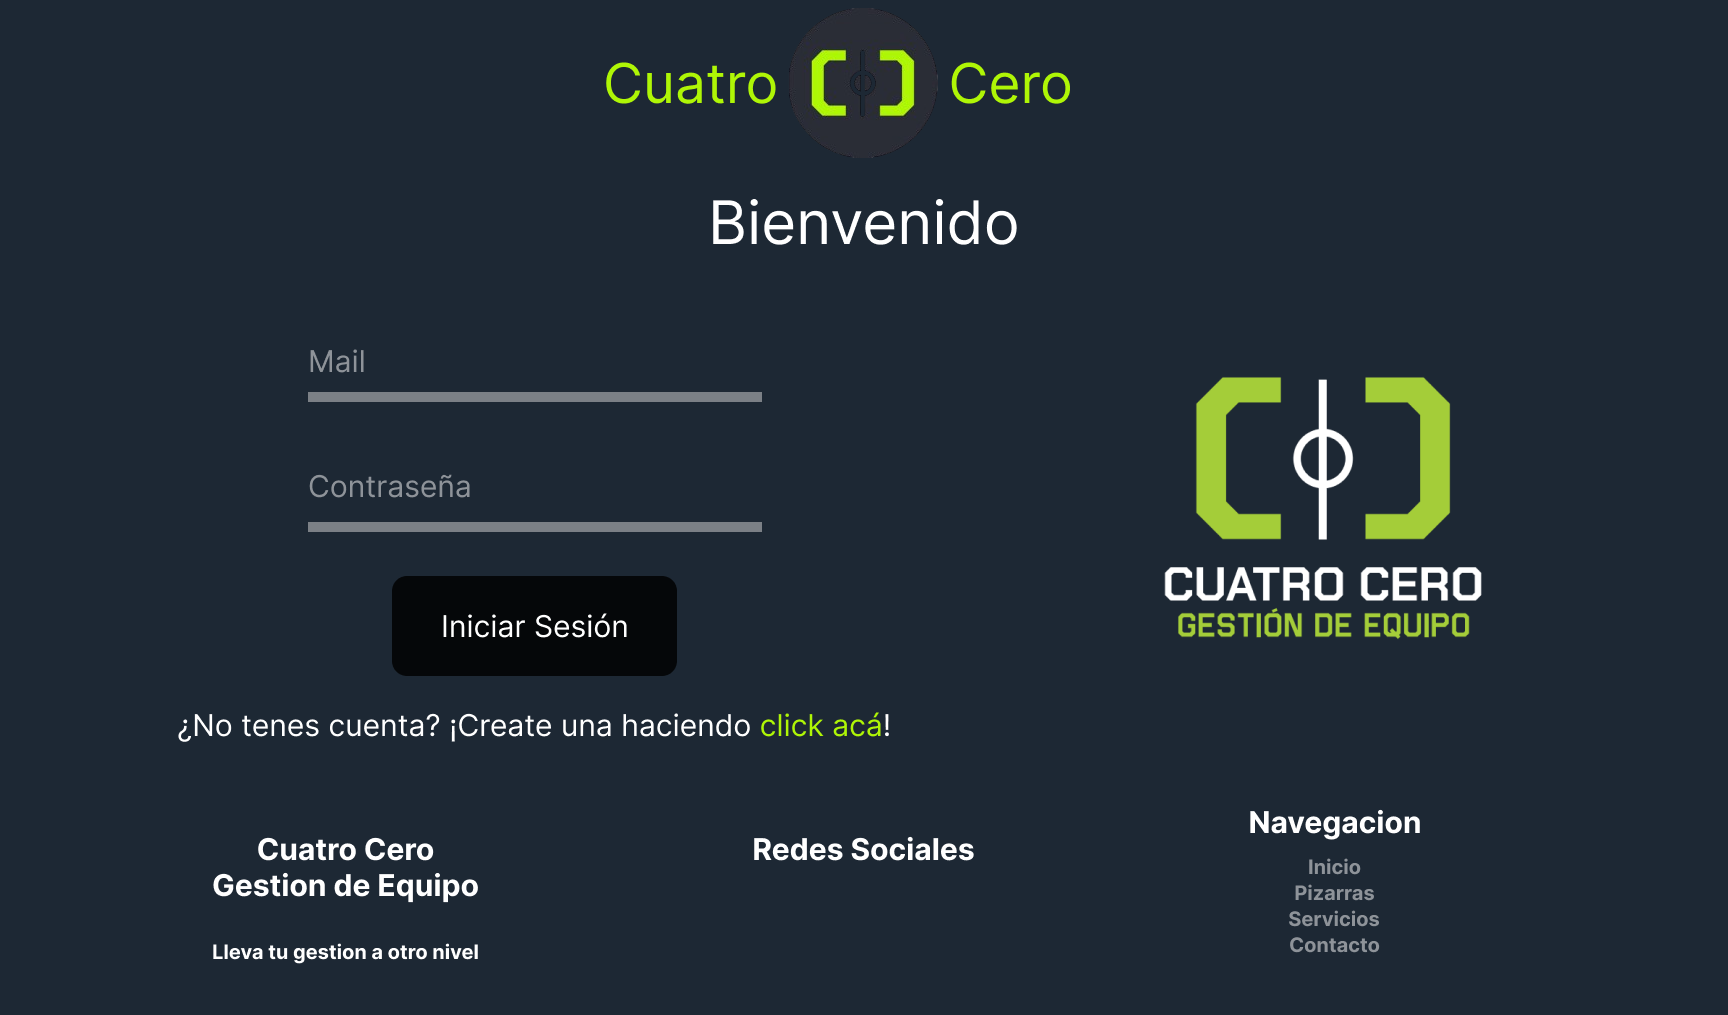 Cuatro Cero
Bienvenido
Mail
Contraseña
Iniciar Sesión
¿No tenes cuenta? ¡Create una haciendo click acá!
CUATRO CERO
GESTIÓN DE EQUIPO
Cuatro Cero
Gestion de Equipo
Lleva tu gestion a otro nivel
Redes Sociales
Navegacion
Inicio
Pizarras
Servicios
Contacto